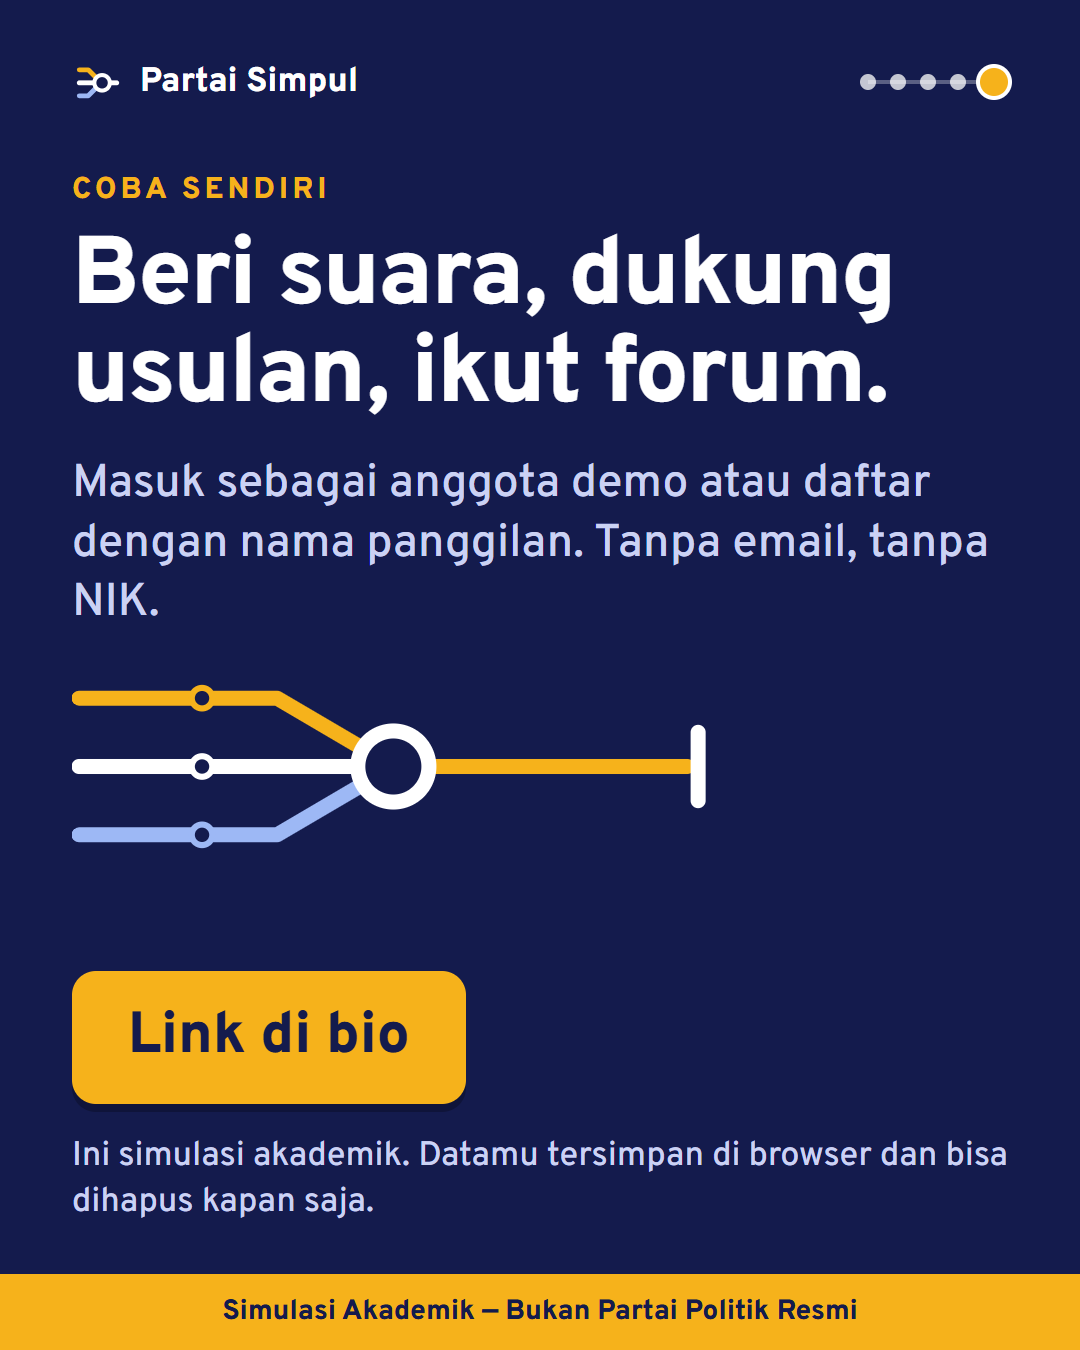 Partai Simpul
COBA SENDIRI
Beri suara, dukung
usulan, ikut forum.
Masuk sebagai anggota demo atau daftar
dengan nama panggilan. Tanpa email, tanpa
NIK.
Link di bio
Ini simulasi akademik. Datamu tersimpan di browser dan bisa
dihapus kapan saja.
Simulasi Akademik — Bukan Partai Politik Resmi